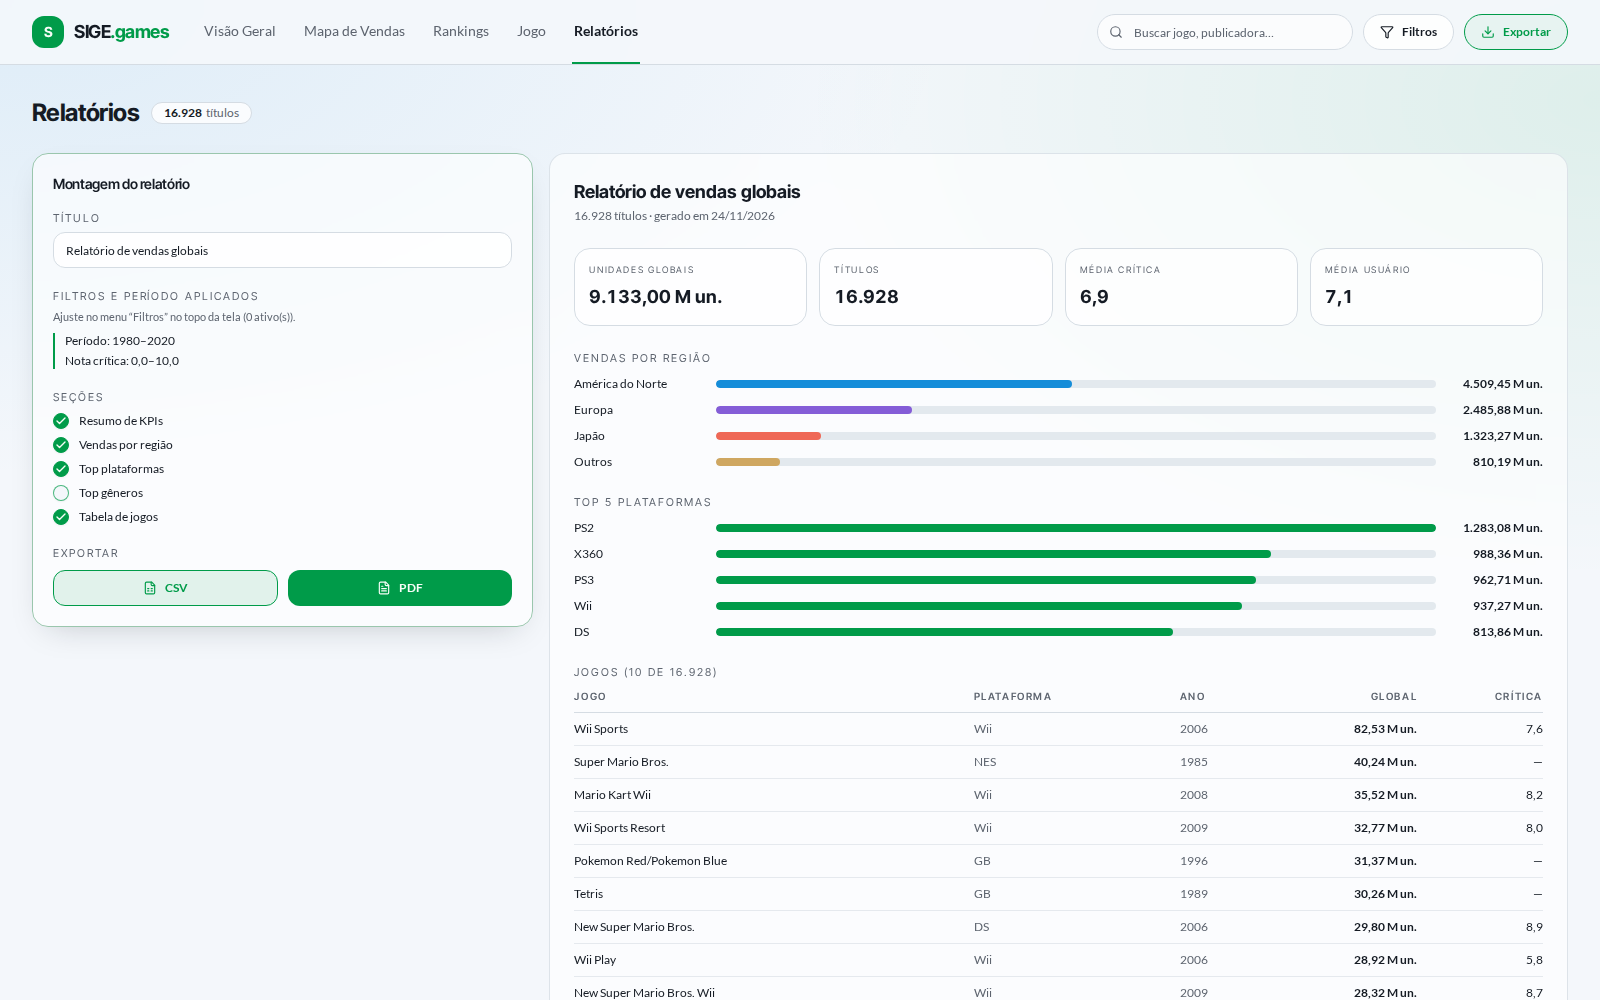 S SIGE.games Visão Geral Mapa de Vendas Rankings Jogo Relatórios Buscar jogo, publicadora... Filtros Exportar
Relatórios 16.928 títulos
Montagem do relatório
TÍTULO
Relatório de vendas globais
FILTROS E PERÍODO APLICADOS
Ajuste no menu “Filtros” no topo da tela (0 ativo(s)).
Período: 1980–2020
Nota crítica: 0,0–10,0
SEÇÕES
Resumo de KPIs
Vendas por região
Top plataformas
Top gêneros
Tabela de jogos
EXPORTAR
CSV PDF
Relatório de vendas globais
16.928 títulos · gerado em 24/11/2026
UNIDADES GLOBAIS TÍTULOS MÉDIA CRÍTICA MÉDIA USUÁRIO
9.133,00 M un. 16.928 6,9 7,1
VENDAS POR REGIÃO
América do Norte 4.509,45 M un.
Europa 2.485,88 M un.
Japão 1.323,27 M un.
Outros 810,19 M un.
TOP 5 PLATAFORMAS
PS2 1.283,08 M un.
X360 988,36 M un.
PS3 962,71 M un.
Wii 937,27 M un.
DS 813,86 M un.
JOGOS (10 DE 16.928)
JOGO PLATAFORMA ANO GLOBAL CRÍTICA
Wii Sports Wii 2006 82,53 M un. 7,6
Super Mario Bros. NES 1985 40,24 M un. —
Mario Kart Wii Wii 2008 35,52 M un. 8,2
Wii Sports Resort Wii 2009 32,77 M un. 8,0
Pokemon Red/Pokemon Blue GB 1996 31,37 M un. —
Tetris GB 1989 30,26 M un. —
New Super Mario Bros. DS 2006 29,80 M un. 8,9
Wii Play Wii 2006 28,92 M un. 5,8
New Super Mario Bros. Wii Wii 2009 28,32 M un. 8,7